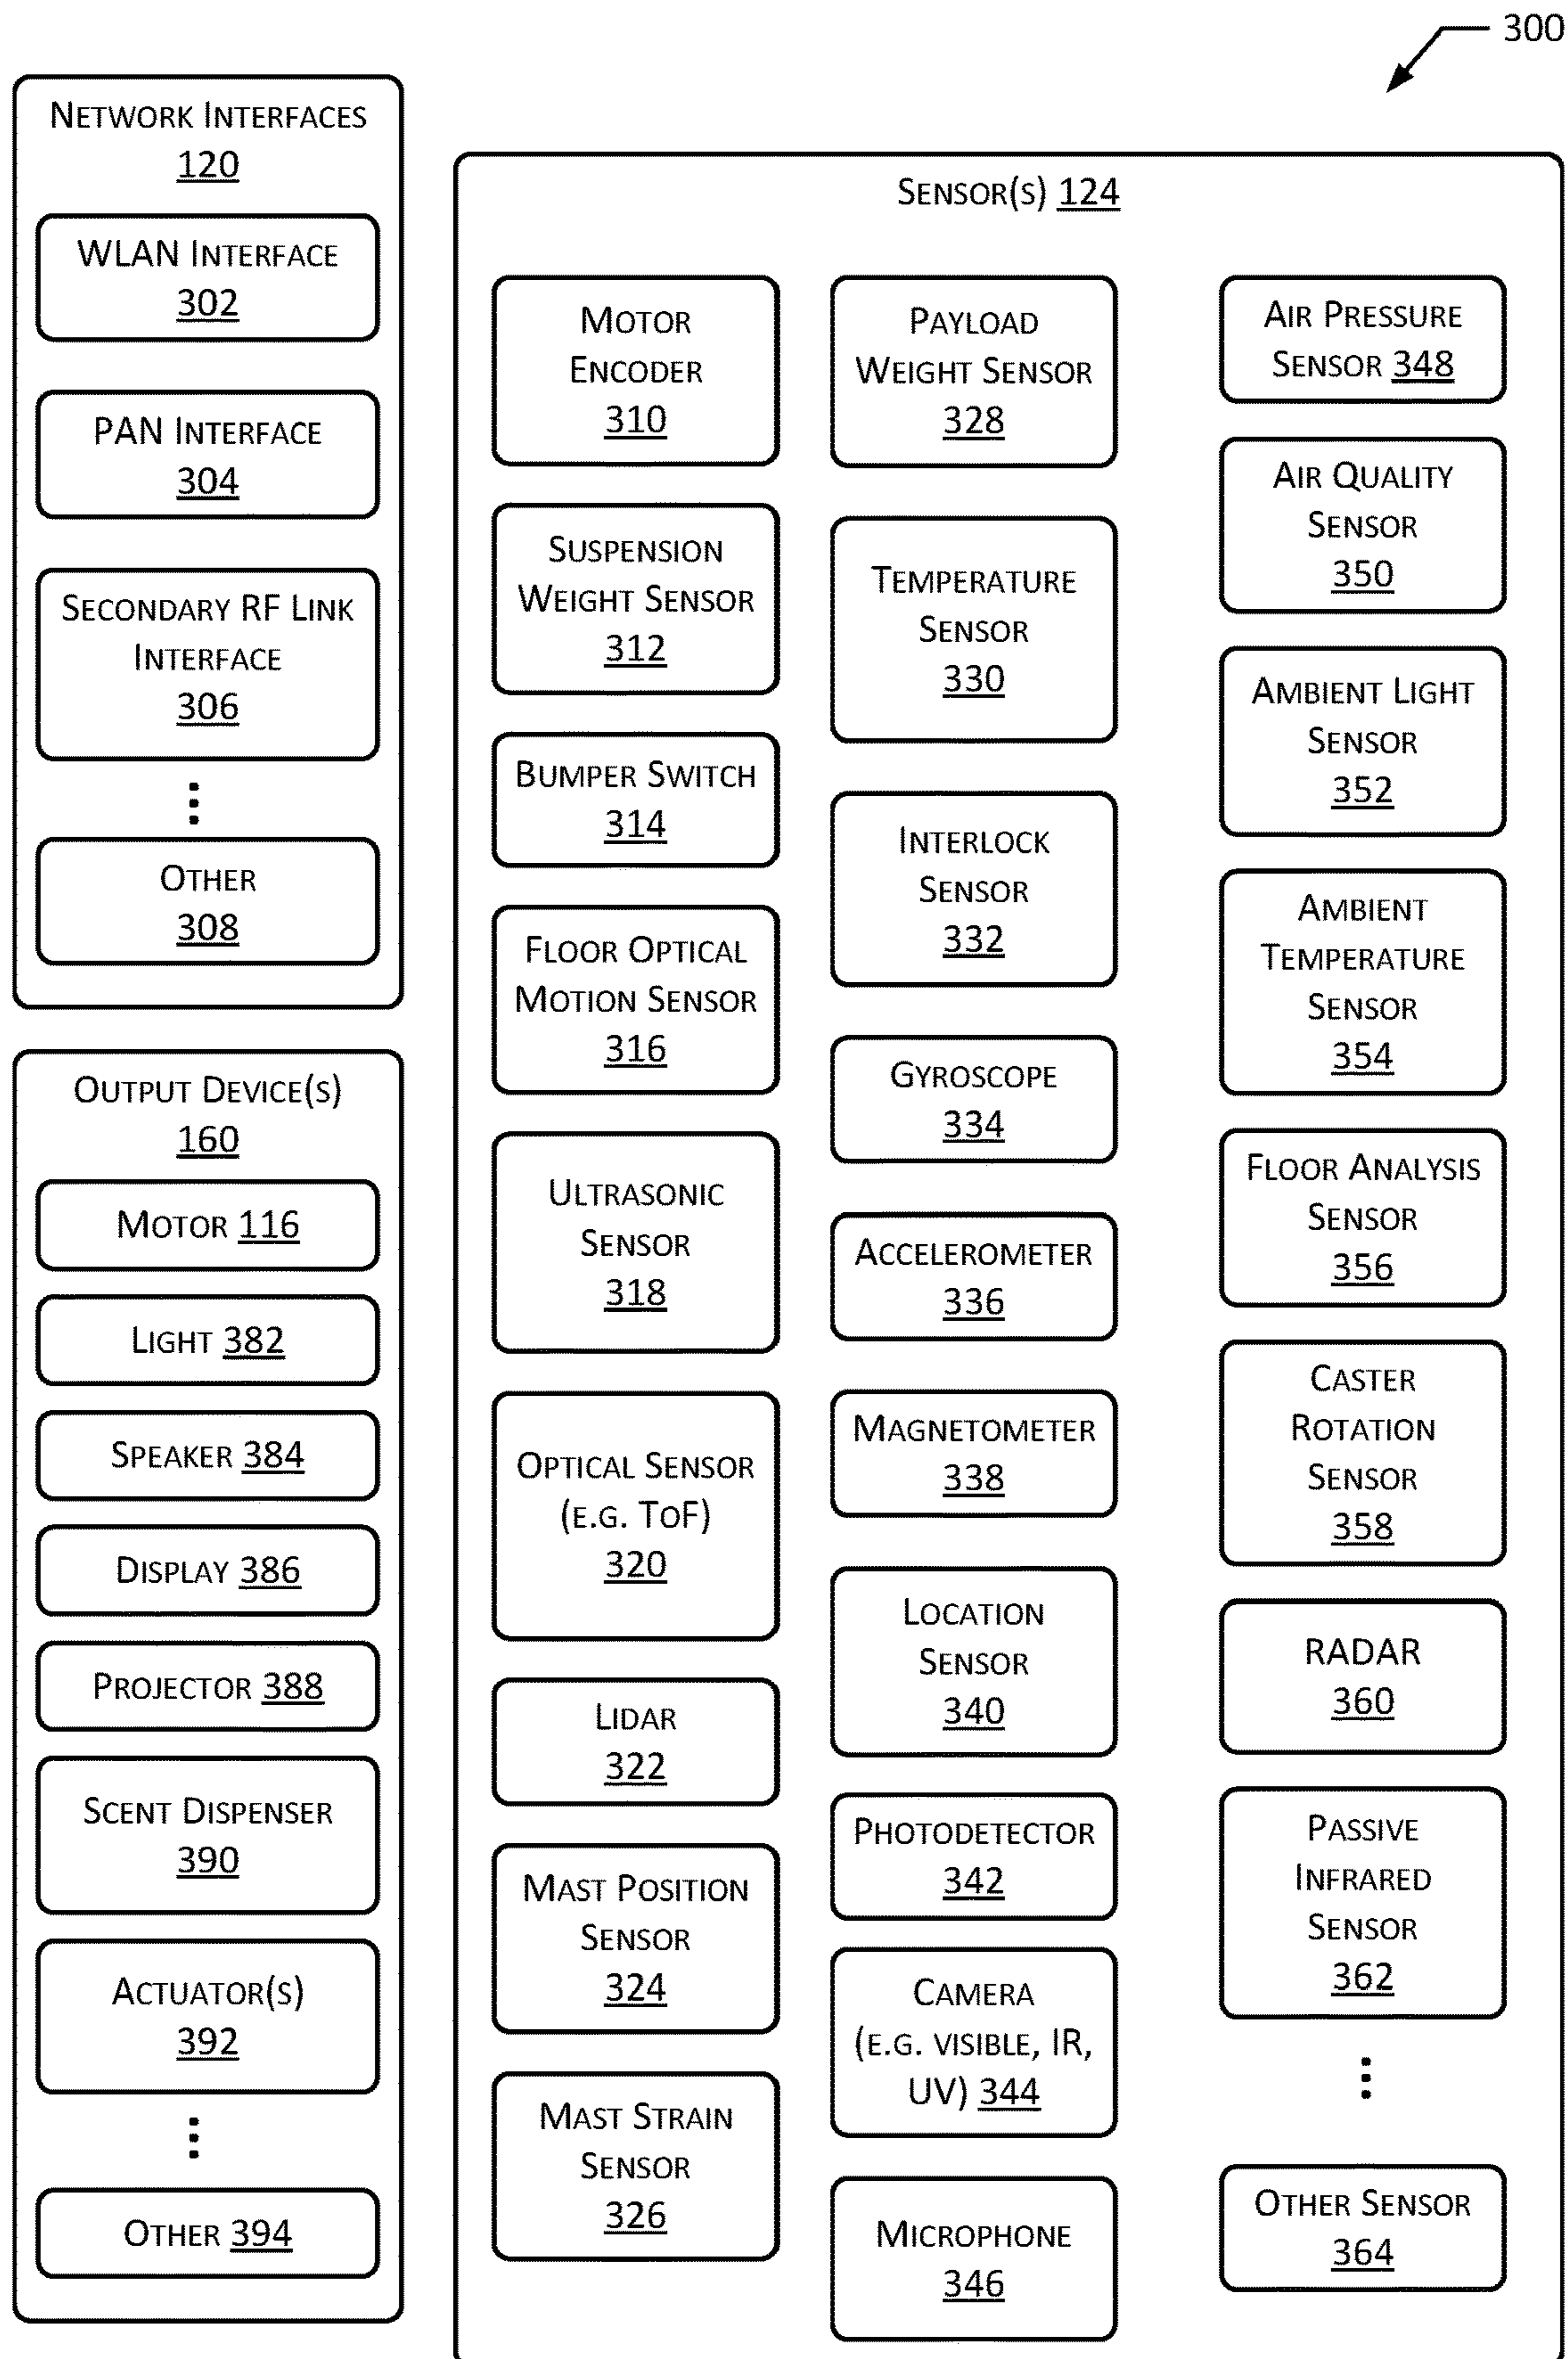 300
NETWORK INTERFACES
120
WLAN INTERFACE
302
PAN INTERFACE
304
SECONDARY RF LINK
INTERFACE
306
OTHER
308
OUTPUT DEVICE(S)
160
MOTOR 116
LIGHT 382
SPEAKER 384
DISPLAY 386
PROJECTOR 388
SCENT DISPENSER
390
ACTUATOR(S)
392
OTHER 394
SENSOR(S) 124
MOTOR
ENCODER
310
SUSPENSION
WEIGHT SENSOR
312
BUMPER SWITCH
314
FLOOR OPTICAL
MOTION SENSOR
316
ULTRASONIC
SENSOR
318
OPTICAL SENSOR
(E.G. TOF)
320
LIDAR
322
MAST POSITION
SENSOR
324
MAST STRAIN
SENSOR
326
PAYLOAD
WEIGHT SENSOR
328
TEMPERATURE
SENSOR
330
INTERLOCK
SENSOR
332
GYROSCOPE
334
ACCELEROMETER
336
MAGNETOMETER
338
LOCATION
SENSOR
340
PHOTODETECTOR
342
CAMERA
(E.G. VISIBLE, IR,
UV) 344
MICROPHONE
346
AIR PRESSURE
SENSOR 348
AIR QUALITY
SENSOR
350
AMBIENT LIGHT
SENSOR
352
AMBIENT
TEMPERATURE
SENSOR
354
FLOOR ANALYSIS
SENSOR
356
CASTER
ROTATION
SENSOR
358
RADAR
360
PASSIVE
INFRARED
SENSOR
362
OTHER SENSOR
364